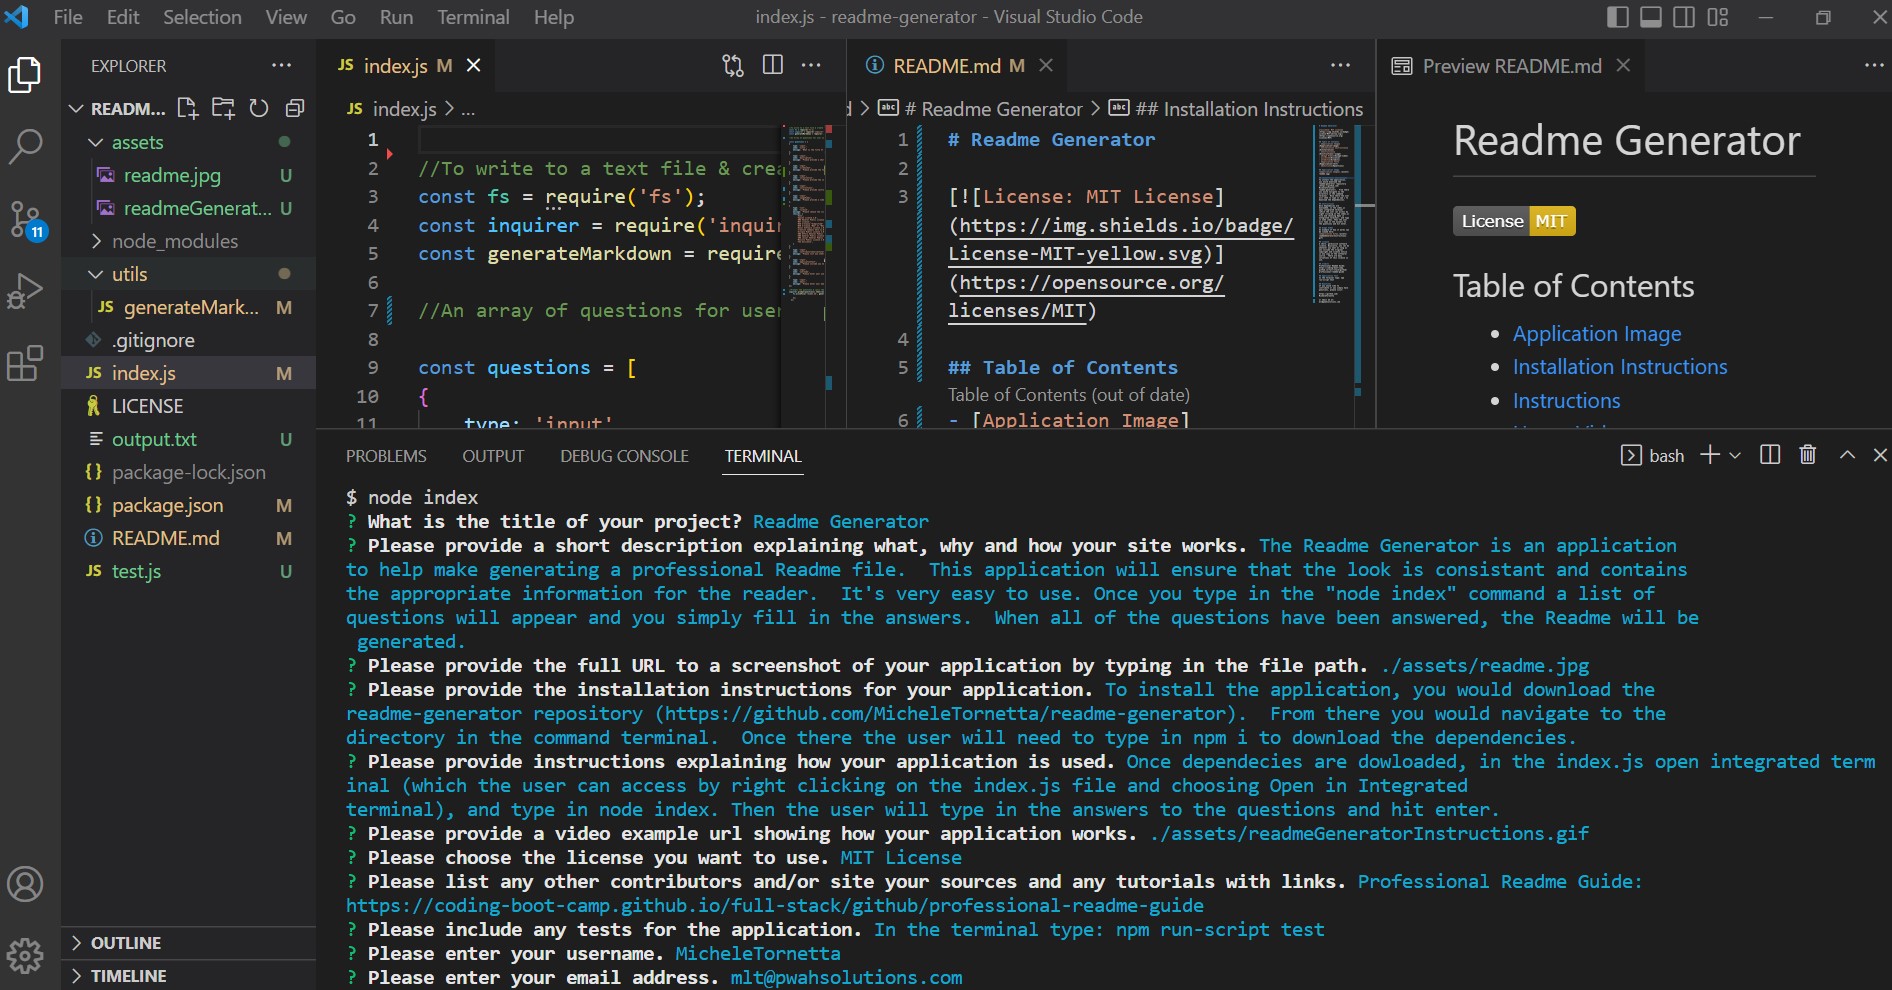 File Edit Selection View Go Run Terminal Help
index.js - readme-generator - Visual Studio Code
EXPLORER
READM...
assets
readme.jpg U
readmeGenerat... U
node_modules
utils
JS generateMark... M
.gitignore
JS index.js M
LICENSE
output.txt U
{} package-lock.json
{} package.json M
README.md M
JS test.js U
OUTLINE
TIMELINE
11
JS index.js M
JS index.js > ...
1
2 //To write to a text file & crea
3 const fs = require('fs');
4 const inquirer = require('inqui
5 const generateMarkdown = require
6
7 //An array of questions for user
8
9 const questions = [
10 {
11 type: 'input'
README.md M
# Readme Generator > ## Installation Instructions
1 # Readme Generator
2
3 [![License: MIT License]
(https://img.shields.io/badge/
License-MIT-yellow.svg)]
(https://opensource.org/
licenses/MIT)
4
5 ## Table of Contents
Table of Contents (out of date)
6 - [Application Image]
Preview README.md
Readme Generator
License MIT
Table of Contents
• Application Image
• Installation Instructions
• Instructions
PROBLEMS OUTPUT DEBUG CONSOLE TERMINAL
bash
$ node index
? What is the title of your project? Readme Generator
? Please provide a short description explaining what, why and how your site works. The Readme Generator is an application
to help make generating a professional Readme file.  This application will ensure that the look is consistant and contains
the appropriate information for the reader.  It's very easy to use. Once you type in the "node index" command a list of
questions will appear and you simply fill in the answers.  When all of the questions have been answered, the Readme will be
generated.
? Please provide the full URL to a screenshot of your application by typing in the file path. ./assets/readme.jpg
? Please provide the installation instructions for your application. To install the application, you would download the
readme-generator repository (https://github.com/MicheleTornetta/readme-generator).  From there you would navigate to the
directory in the command terminal.  Once there the user will need to type in npm i to download the dependencies.
? Please provide instructions explaining how your application is used. Once dependecies are dowloaded, in the index.js open integrated term
inal (which the user can access by right clicking on the index.js file and choosing Open in Integrated
terminal), and type in node index. Then the user will type in the answers to the questions and hit enter.
? Please provide a video example url showing how your application works. ./assets/readmeGeneratorInstructions.gif
? Please choose the license you want to use. MIT License
? Please list any other contributors and/or site your sources and any tutorials with links. Professional Readme Guide:
https://coding-boot-camp.github.io/full-stack/github/professional-readme-guide
? Please include any tests for the application. In the terminal type: npm run-script test
? Please enter your username. MicheleTornetta
? Please enter your email address. mlt@pwahsolutions.com